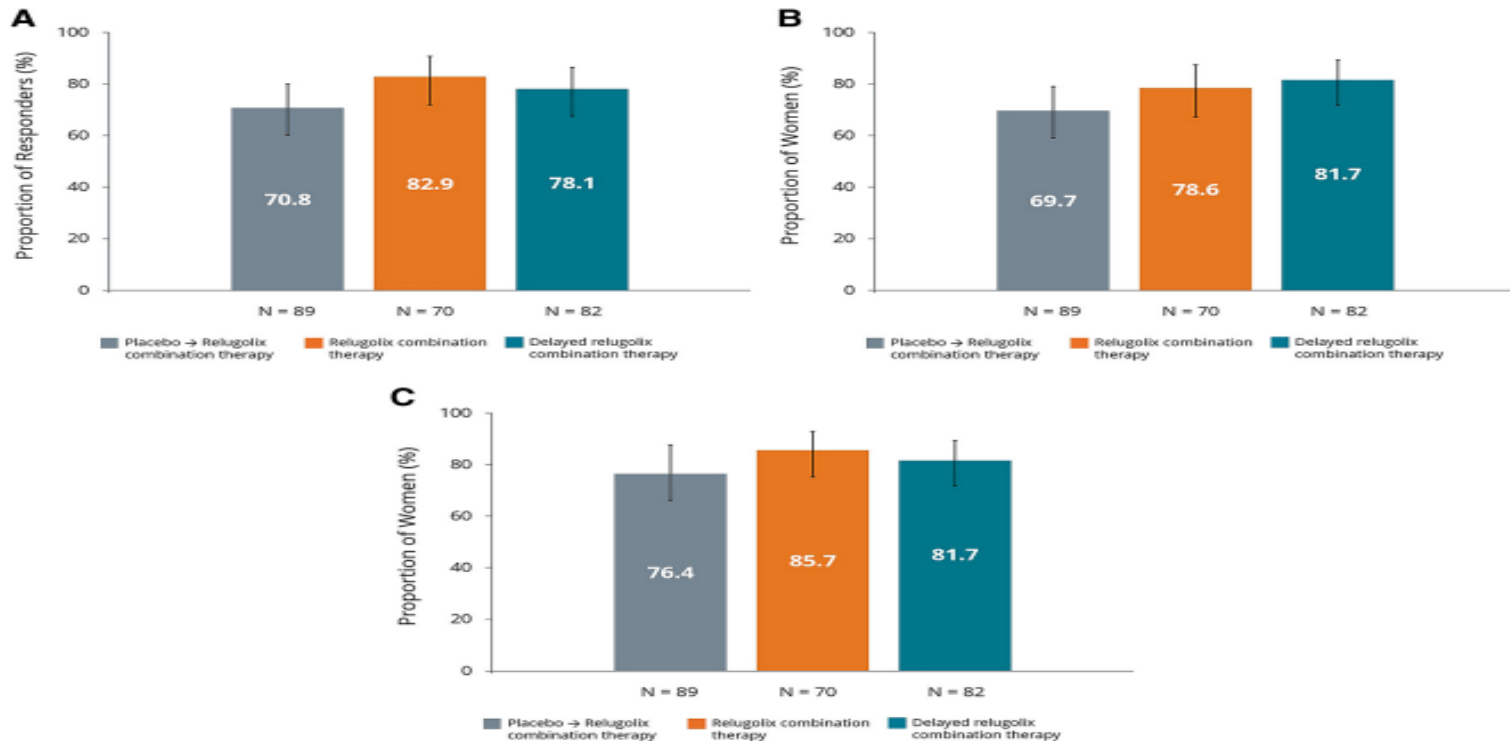 A
Proportion of Responders (%)
100
80
60
40
20
0
70.8
82.9
78.1
N = 89
N = 70
N = 82
Placebo → Relugolix
combination therapy
Relugolix combination
therapy
Delayed relugolix
combination therapy
B
Proportion of Women (%)
100
80
60
40
20
0
69.7
78.6
81.7
N = 89
N = 70
N = 82
Placebo → Relugolix
combination therapy
Relugolix combination
therapy
Delayed relugolix
combination therapy
C
Proportion of Women (%)
100
80
60
40
20
0
76.4
85.7
81.7
N = 89
N = 70
N = 82
Placebo → Relugolix
combination therapy
Relugolix combination
therapy
Delayed relugolix
combination therapy